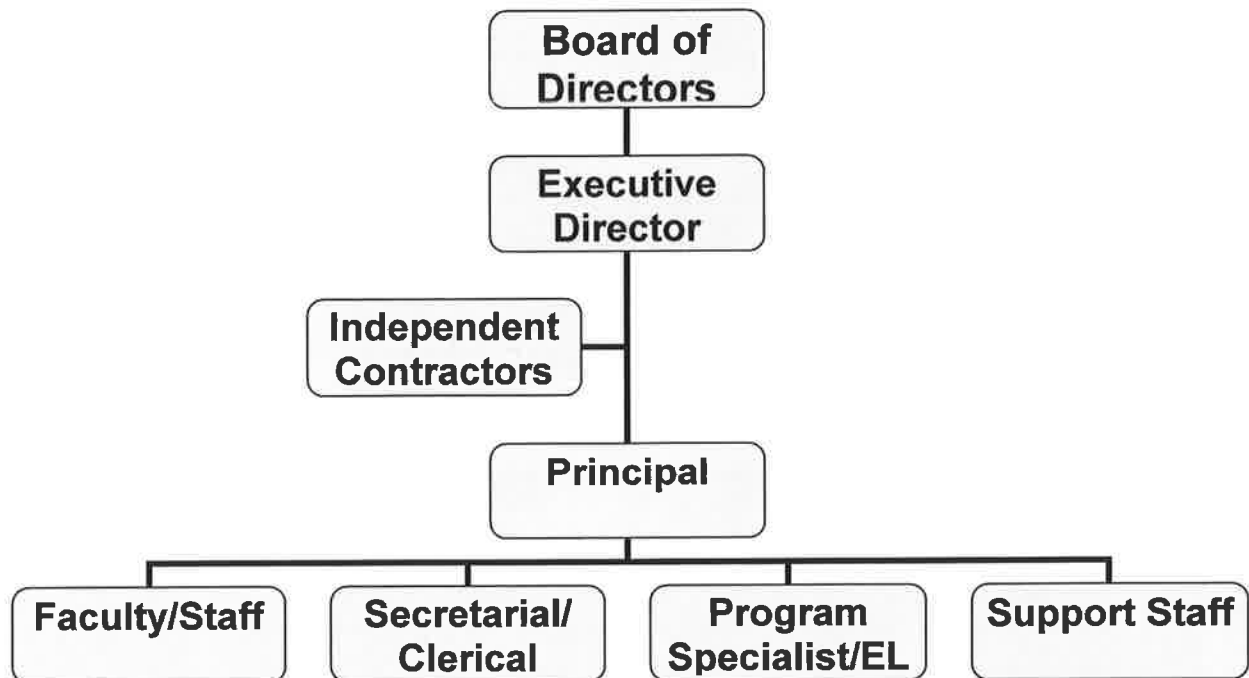 Board of
Directors
Executive
Director
Independent
Contractors
Principal
Faculty/Staff
Secretarial/
Clerical
Program
Specialist/EL
Support Staff